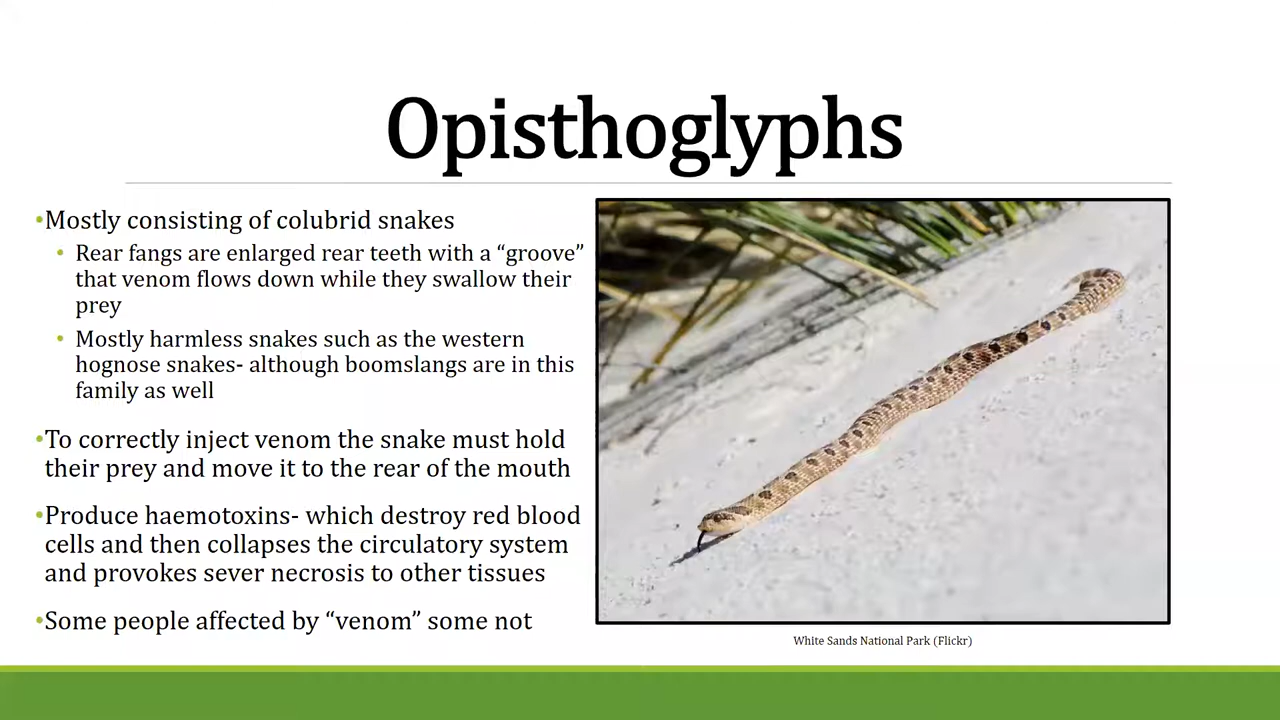 Opisthoglyphs
•Mostly consisting of colubrid snakes
• Rear fangs are enlarged rear teeth with a “groove”
that venom flows down while they swallow their
prey
• Mostly harmless snakes such as the western
hognose snakes- although boomslangs are in this
family as well
•To correctly inject venom the snake must hold
their prey and move it to the rear of the mouth
•Produce haemotoxins- which destroy red blood
cells and then collapses the circulatory system
and provokes sever necrosis to other tissues
•Some people affected by “venom” some not
White Sands National Park (Flickr)